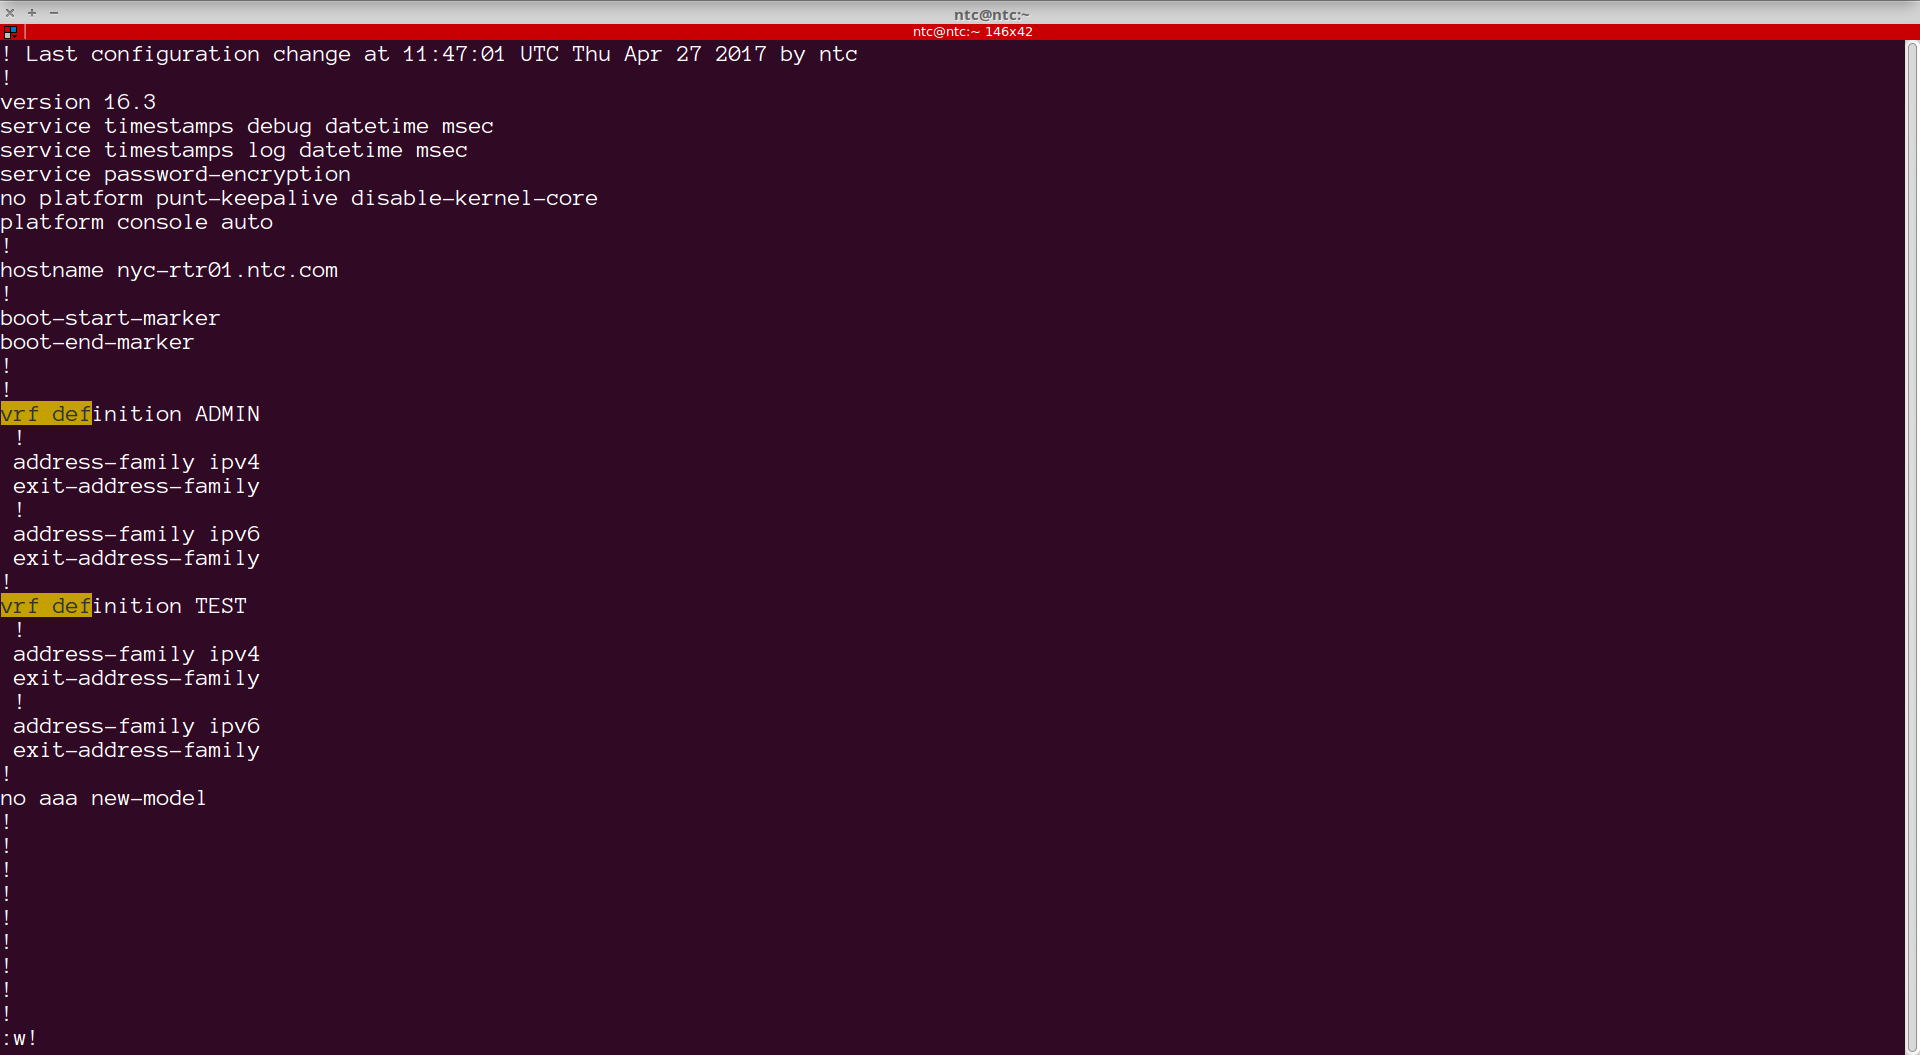 ntc@ntc:~
ntc@ntc:~ 146x42
! Last configuration change at 11:47:01 UTC Thu Apr 27 2017 by ntc
!
version 16.3
service timestamps debug datetime msec
service timestamps log datetime msec
service password-encryption
no platform punt-keepalive disable-kernel-core
platform console auto
!
hostname nyc-rtr01.ntc.com
!
boot-start-marker
boot-end-marker
!
!
vrf definition ADMIN
 !
 address-family ipv4
 exit-address-family
 !
 address-family ipv6
 exit-address-family
!
vrf definition TEST
 !
 address-family ipv4
 exit-address-family
 !
 address-family ipv6
 exit-address-family
!
no aaa new-model
!
!
!
!
!
!
!
!
!
:w!